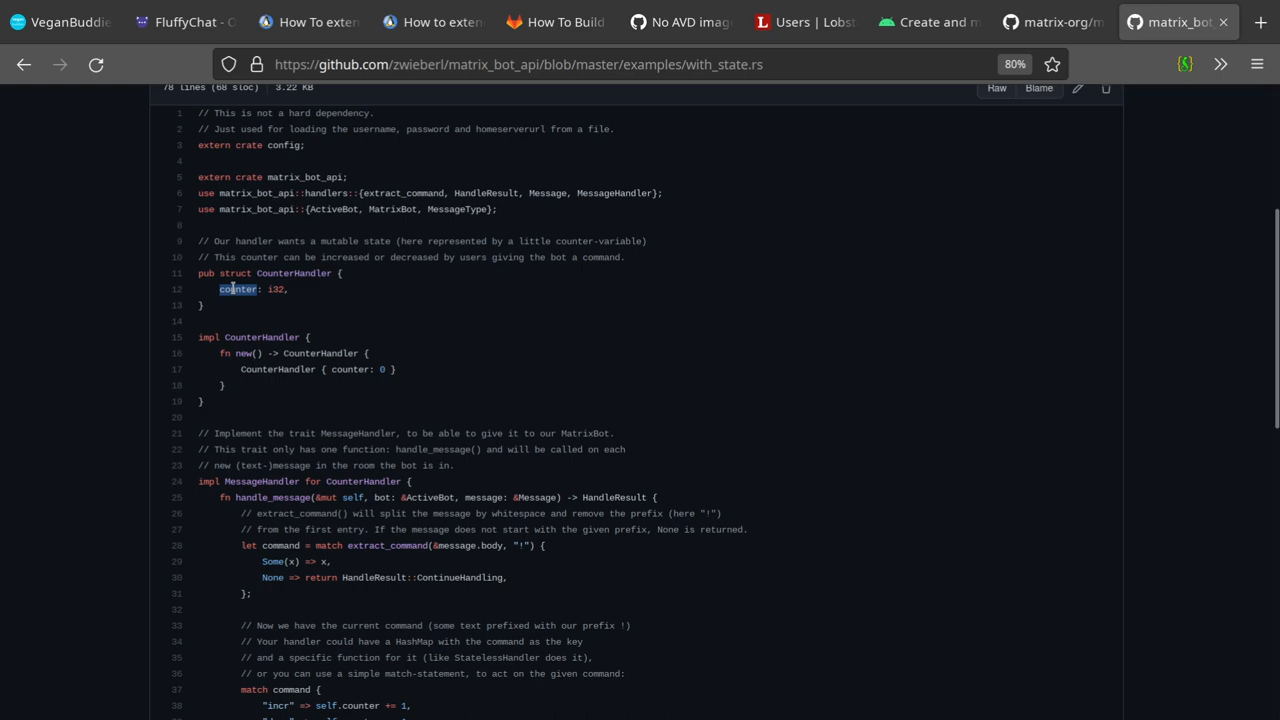 VeganBuddie
FluffyChat - O
How To exten
How to exten
How To Build
No AVD imag
Users | Lobst
Create and m
matrix-org/m
matrix_bot
https://github.com/zwieberl/matrix_bot_api/blob/master/examples/with_state.rs
80%
78 lines (68 sloc) 3.22 KB
Raw
Blame
1 // This is not a hard dependency.
2 // Just used for loading the username, password and homeserverurl from a file.
3 extern crate config;
4
5 extern crate matrix_bot_api;
6 use matrix_bot_api::handlers::{extract_command, HandleResult, Message, MessageHandler};
7 use matrix_bot_api::{ActiveBot, MatrixBot, MessageType};
8
9 // Our handler wants a mutable state (here represented by a little counter-variable)
10 // This counter can be increased or decreased by users giving the bot a command.
11 pub struct CounterHandler {
12 counter: i32,
13 }
14
15 impl CounterHandler {
16 fn new() -> CounterHandler {
17 CounterHandler { counter: 0 }
18 }
19 }
20
21 // Implement the trait MessageHandler, to be able to give it to our MatrixBot.
22 // This trait only has one function: handle_message() and will be called on each
23 // new (text-)message in the room the bot is in.
24 impl MessageHandler for CounterHandler {
25 fn handle_message(&mut self, bot: &ActiveBot, message: &Message) -> HandleResult {
26 // extract_command() will split the message by whitespace and remove the prefix (here "!")
27 // from the first entry. If the message does not start with the given prefix, None is returned.
28 let command = match extract_command(&message.body, "!") {
29 Some(x) => x,
30 None => return HandleResult::ContinueHandling,
31 };
32
33 // Now we have the current command (some text prefixed with our prefix !)
34 // Your handler could have a HashMap with the command as the key
35 // and a specific function for it (like StatelessHandler does it),
36 // or you can use a simple match-statement, to act on the given command:
37 match command {
38 "incr" => self.counter += 1,